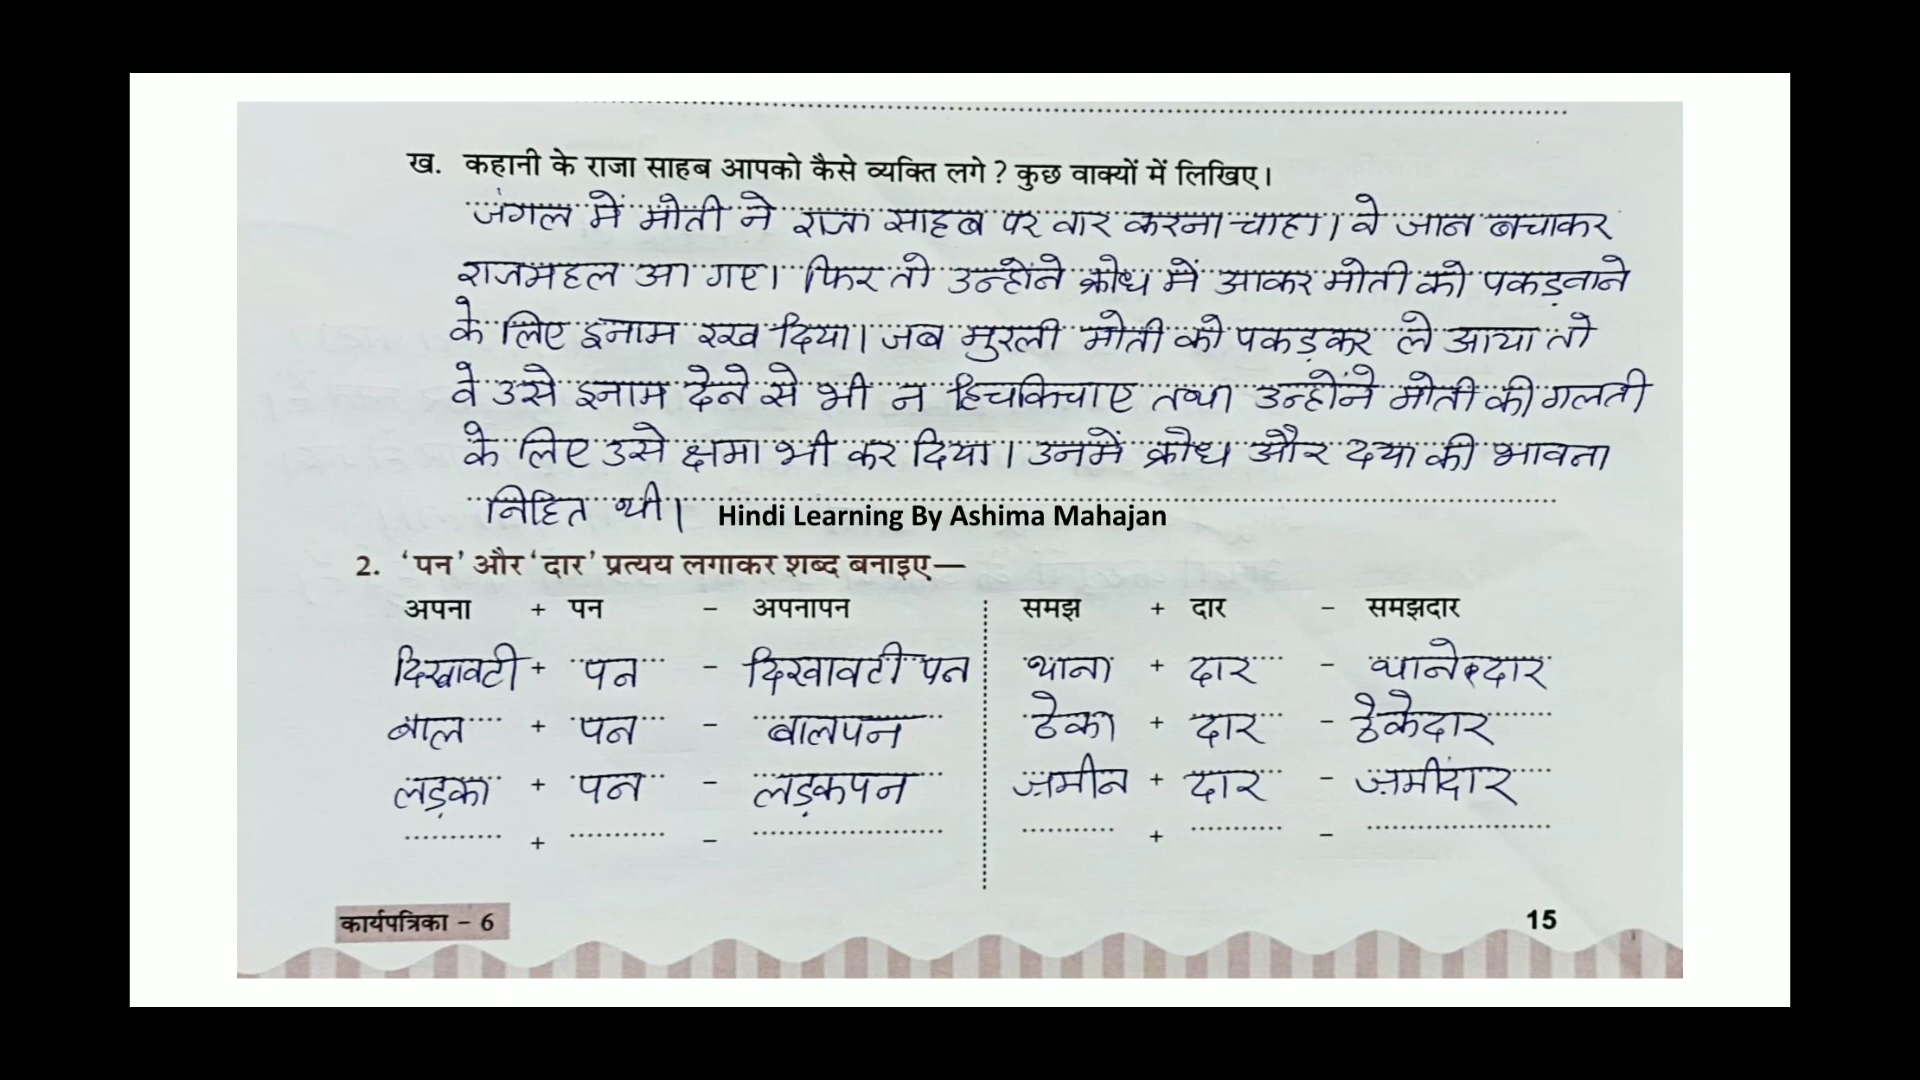 ख. कहानी के राजा साहब आपको कैसे व्यक्ति लगे ? कुछ वाक्यों में लिखिए।
जंगल में मोती ने राजा साहब पर वार करना चाहा। वे जान बचाकर
राजमहल आ गए। फिर तो उन्होंने क्रोध में आकर मोती को पकड़वाने
के लिए इनाम रख दिया। जब मुरली मोती को पकड़कर ले आया तो
वे उसे इनाम देने से भी न हिचकिचाए तथा उन्होंने मोती की गलती
के लिए उसे क्षमा भी कर दिया। उनमें क्रोध और दया की भावना
निहित थी।
Hindi Learning By Ashima Mahajan
2. ‘पन’ और ‘दार’ प्रत्यय लगाकर शब्द बनाइए—
अपना + पन - अपनापन समझ + दार - समझदार
दिखावटी + पन - दिखावटी पन थाना + दार - थानेदार
बाल + पन - बालपन ठेका + दार - ठेकेदार
लड़का + पन - लड़कपन ज़मीन + दार - ज़मींदार
+ - + -
कार्यपत्रिका - 6 15